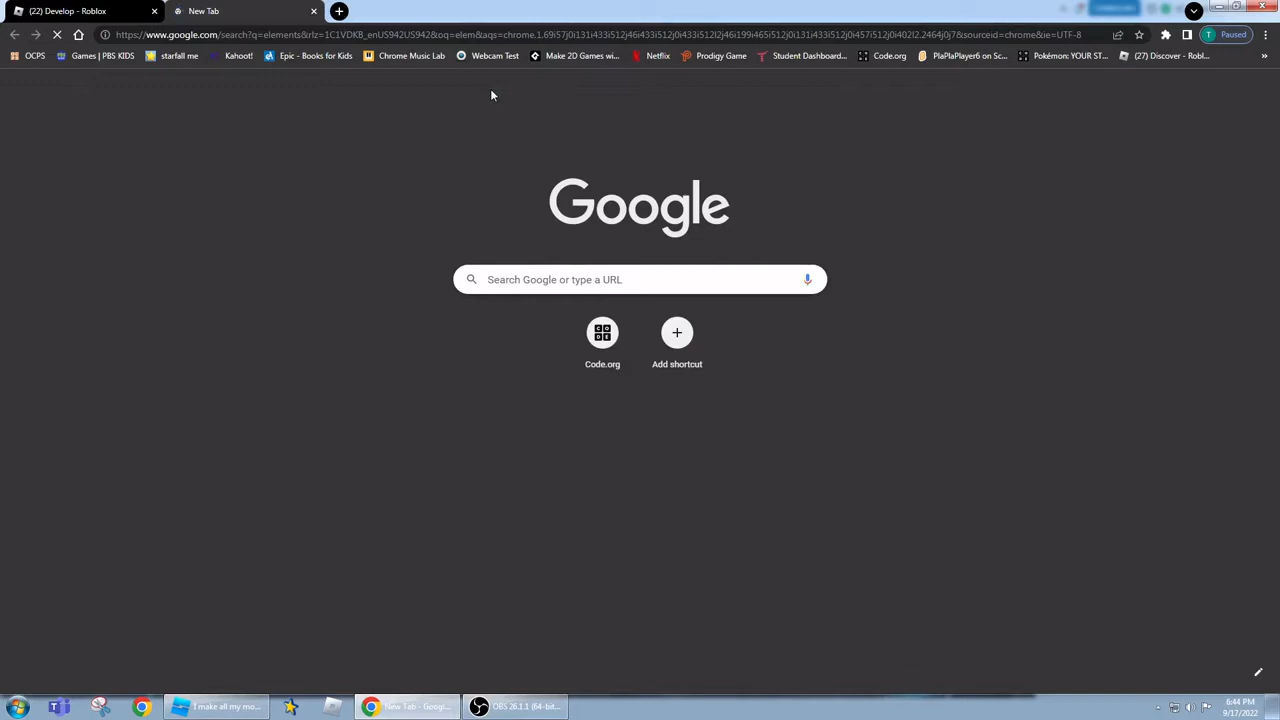 (22) Develop - Roblox
New Tab
https://www.google.com/search?q=elements&rlz=1C1VDKB_enUS942US942&oq=elem&aqs=chrome.1.69i57j0i131i433i512j46i433i512j0i433i512l2j46i199i465i512j0i131i433i512j0i457i512j0i402l2.2464j0j7&sourceid=chrome&ie=UTF-8
T Paused
OCPS
Games | PBS KIDS
starfall me...
Kahoot!
Epic - Books for Kids
Chrome Music Lab
Webcam Test
Make 2D Games wi...
Netflix
Prodigy Game
Student Dashboard...
Code.org
PlaPlaPlayer6 on Sc...
Pokémon: YOUR ST...
(27) Discover - Robl...
Google
Search Google or type a URL
CODE
Code.org
Add shortcut
I make all my mo...
New Tab - Googl...
OBS 26.1.1 (64-bit...
6:44 PM
9/17/2022